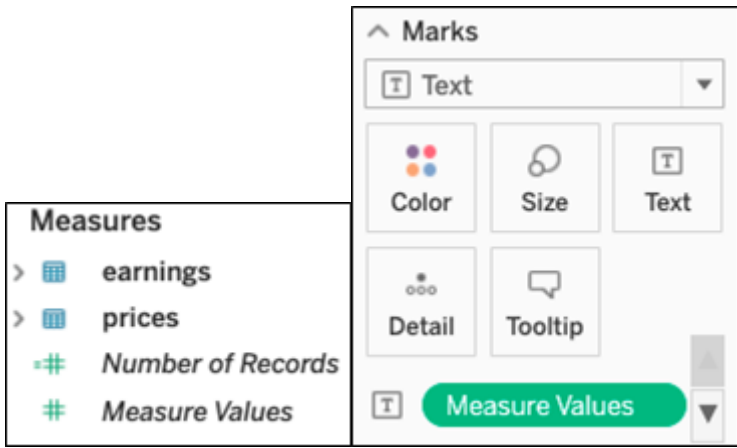 Measures
earnings
prices
Number of Records
Measure Values
Marks
Text
Color
Size
Text
Detail
Tooltip
Measure Values